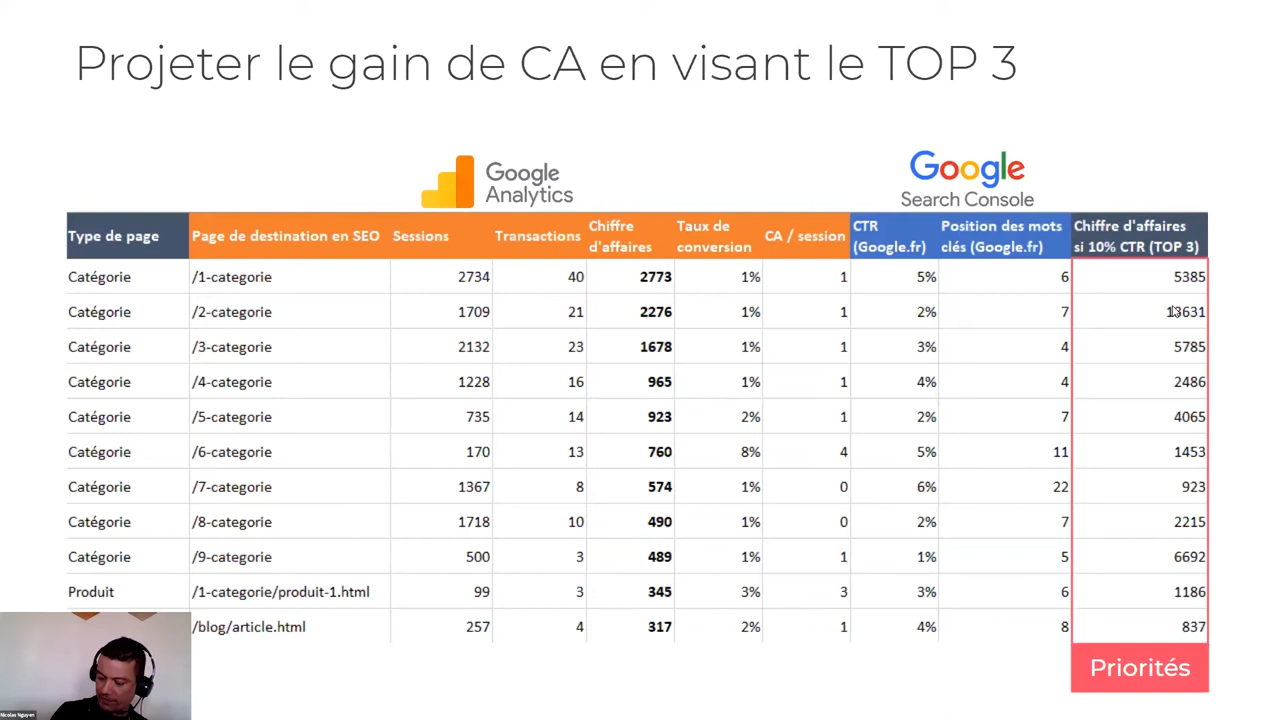 Projeter le gain de CA en visant le TOP 3
Google
Analytics
Google
Search Console
Type de page Page de destination en SEO Sessions Transactions Chiffre d'affaires Taux de conversion CA / session CTR (Google.fr) Position des mots clés (Google.fr) Chiffre d'affaires si 10% CTR (TOP 3)
Catégorie /1-categorie 2734 40 2773 1% 1 5% 6 5385
Catégorie /2-categorie 1709 21 2276 1% 1 2% 7 13631
Catégorie /3-categorie 2132 23 1678 1% 1 3% 4 5785
Catégorie /4-categorie 1228 16 965 1% 1 4% 4 2486
Catégorie /5-categorie 735 14 923 2% 1 2% 7 4065
Catégorie /6-categorie 170 13 760 8% 4 5% 11 1453
Catégorie /7-categorie 1367 8 574 1% 0 6% 22 923
Catégorie /8-categorie 1718 10 490 1% 0 2% 7 2215
Catégorie /9-categorie 500 3 489 1% 1 1% 5 6692
Produit /1-categorie/produit-1.html 99 3 345 3% 3 3% 6 1186
/blog/article.html 257 4 317 2% 1 4% 8 837
Priorités
Nicolas Nguyen